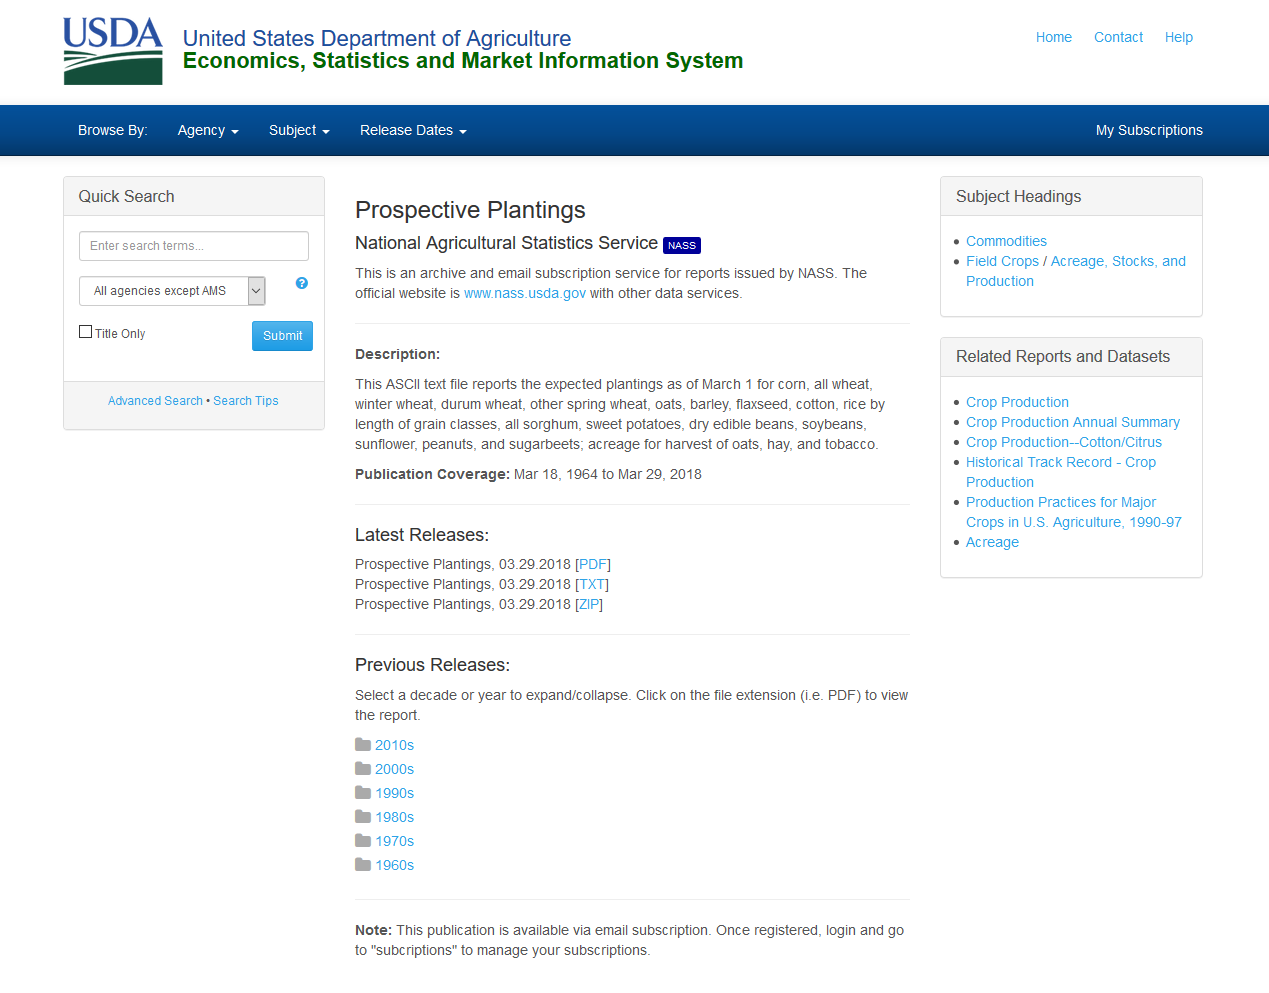 USDA
United States Department of Agriculture
Economics, Statistics and Market Information System
Home Contact Help
Browse By: Agency Subject Release Dates My Subscriptions
Quick Search
Enter search terms...
All agencies except AMS
?
Title Only
Submit
Advanced Search • Search Tips
Prospective Plantings
National Agricultural Statistics Service NASS
This is an archive and email subscription service for reports issued by NASS. The
official website is www.nass.usda.gov with other data services.
Description:
This ASCII text file reports the expected plantings as of March 1 for corn, all wheat,
winter wheat, durum wheat, other spring wheat, oats, barley, flaxseed, cotton, rice by
length of grain classes, all sorghum, sweet potatoes, dry edible beans, soybeans,
sunflower, peanuts, and sugarbeets; acreage for harvest of oats, hay, and tobacco.
Publication Coverage: Mar 18, 1964 to Mar 29, 2018
Latest Releases:
Prospective Plantings, 03.29.2018 [PDF]
Prospective Plantings, 03.29.2018 [TXT]
Prospective Plantings, 03.29.2018 [ZIP]
Previous Releases:
Select a decade or year to expand/collapse. Click on the file extension (i.e. PDF) to view
the report.
2010s
2000s
1990s
1980s
1970s
1960s
Note: This publication is available via email subscription. Once registered, login and go
to "subcriptions" to manage your subscriptions.
Subject Headings
• Commodities
• Field Crops / Acreage, Stocks, and
Production
Related Reports and Datasets
• Crop Production
• Crop Production Annual Summary
• Crop Production--Cotton/Citrus
• Historical Track Record - Crop
Production
• Production Practices for Major
Crops in U.S. Agriculture, 1990-97
• Acreage